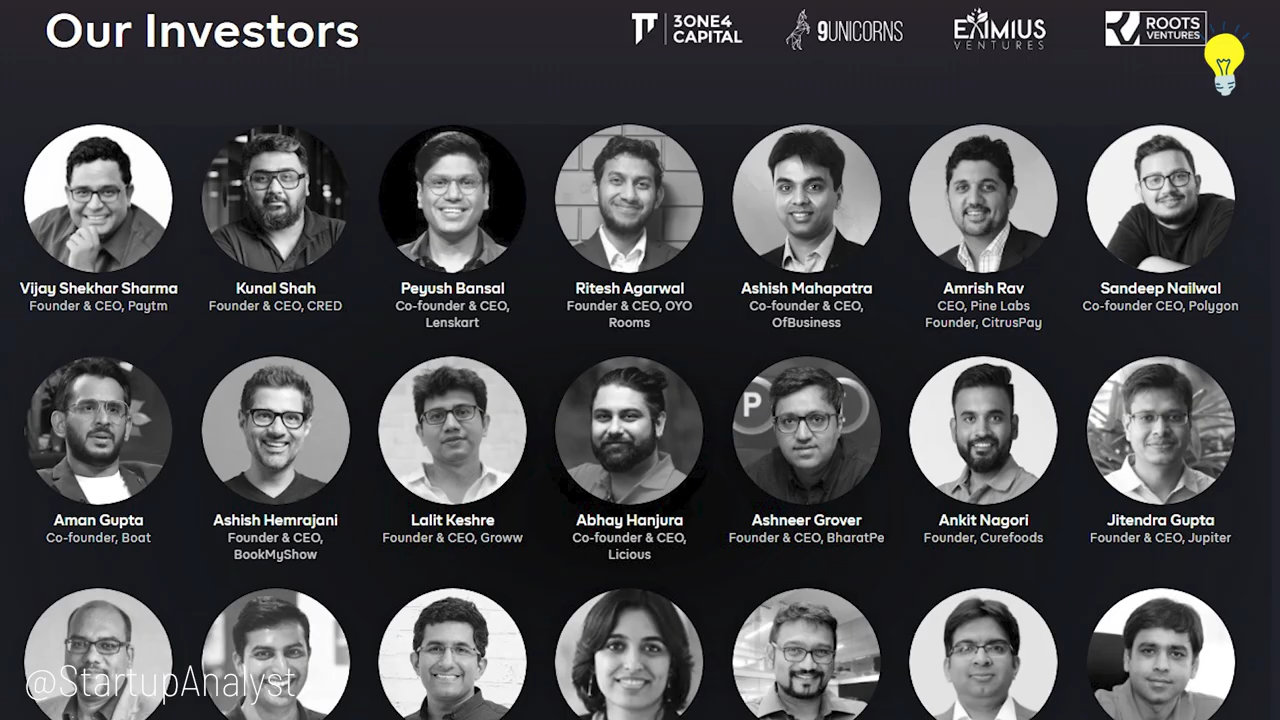 Our Investors
3ONE4
CAPITAL
9UNICORNS
EXIMIUS
VENTURES
ROOTS
VENTURES
Vijay Shekhar Sharma
Founder & CEO, Paytm
Kunal Shah
Founder & CEO, CRED
Peyush Bansal
Co-founder & CEO,
Lenskart
Ritesh Agarwal
Founder & CEO, OYO
Rooms
Ashish Mahapatra
Co-founder & CEO,
OfBusiness
Amrish Rav
CEO, Pine Labs
Founder, CitrusPay
Sandeep Nailwal
Co-founder CEO, Polygon
Aman Gupta
Co-founder, Boat
Ashish Hemrajani
Founder & CEO,
BookMyShow
Lalit Keshre
Founder & CEO, Groww
Abhay Hanjura
Co-founder & CEO,
Licious
P
Ashneer Grover
Founder & CEO, BharatPe
Ankit Nagori
Founder, Curefoods
Jitendra Gupta
Founder & CEO, Jupiter
@StartupAnalyst